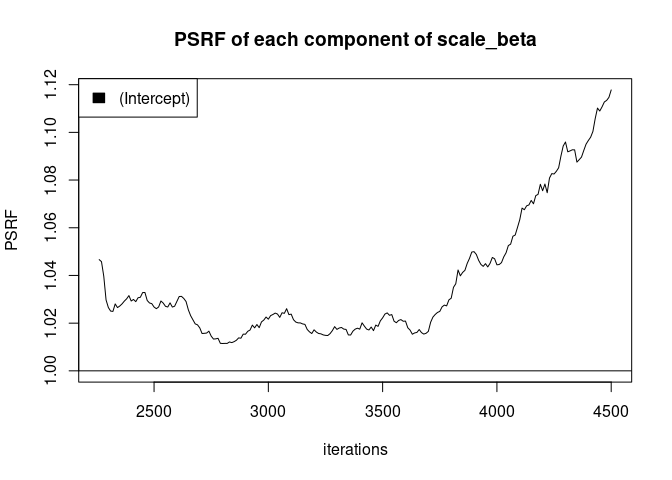 PSRF of each component of scale_beta
(Intercept)
PSRF
1.12
1.10
1.08
1.06
1.04
1.02
1.00
2500 3000 3500 4000 4500
iterations